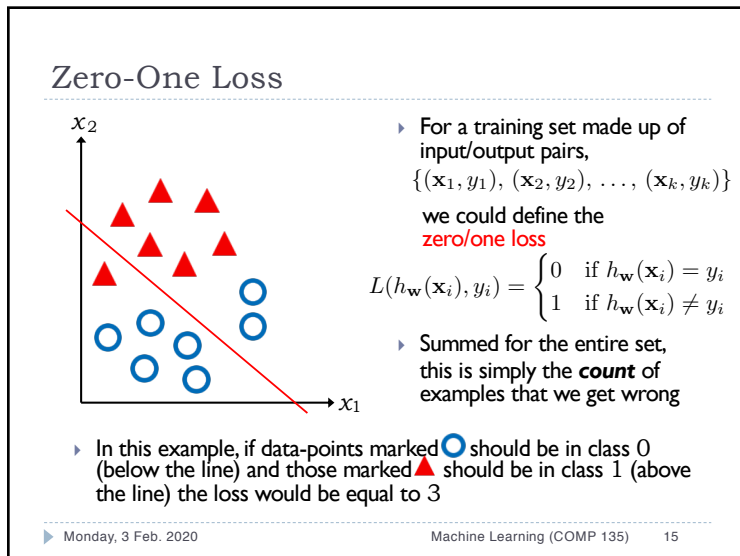 Zero-One Loss
x₂
x₁
▸ For a training set made up of
input/output pairs,
{(𝐱₁, y₁), (𝐱₂, y₂), …, (𝐱ₖ, yₖ)}
we could define the
zero/one loss
L(h_𝐰(𝐱ᵢ), yᵢ) = {0 if h_𝐰(𝐱ᵢ) = yᵢ
1 if h_𝐰(𝐱ᵢ) ≠ yᵢ
▸ Summed for the entire set,
this is simply the count of
examples that we get wrong
▸ In this example, if data-points marked should be in class 0
(below the line) and those marked should be in class 1 (above
the line) the loss would be equal to 3
Monday, 3 Feb. 2020 Machine Learning (COMP 135) 15